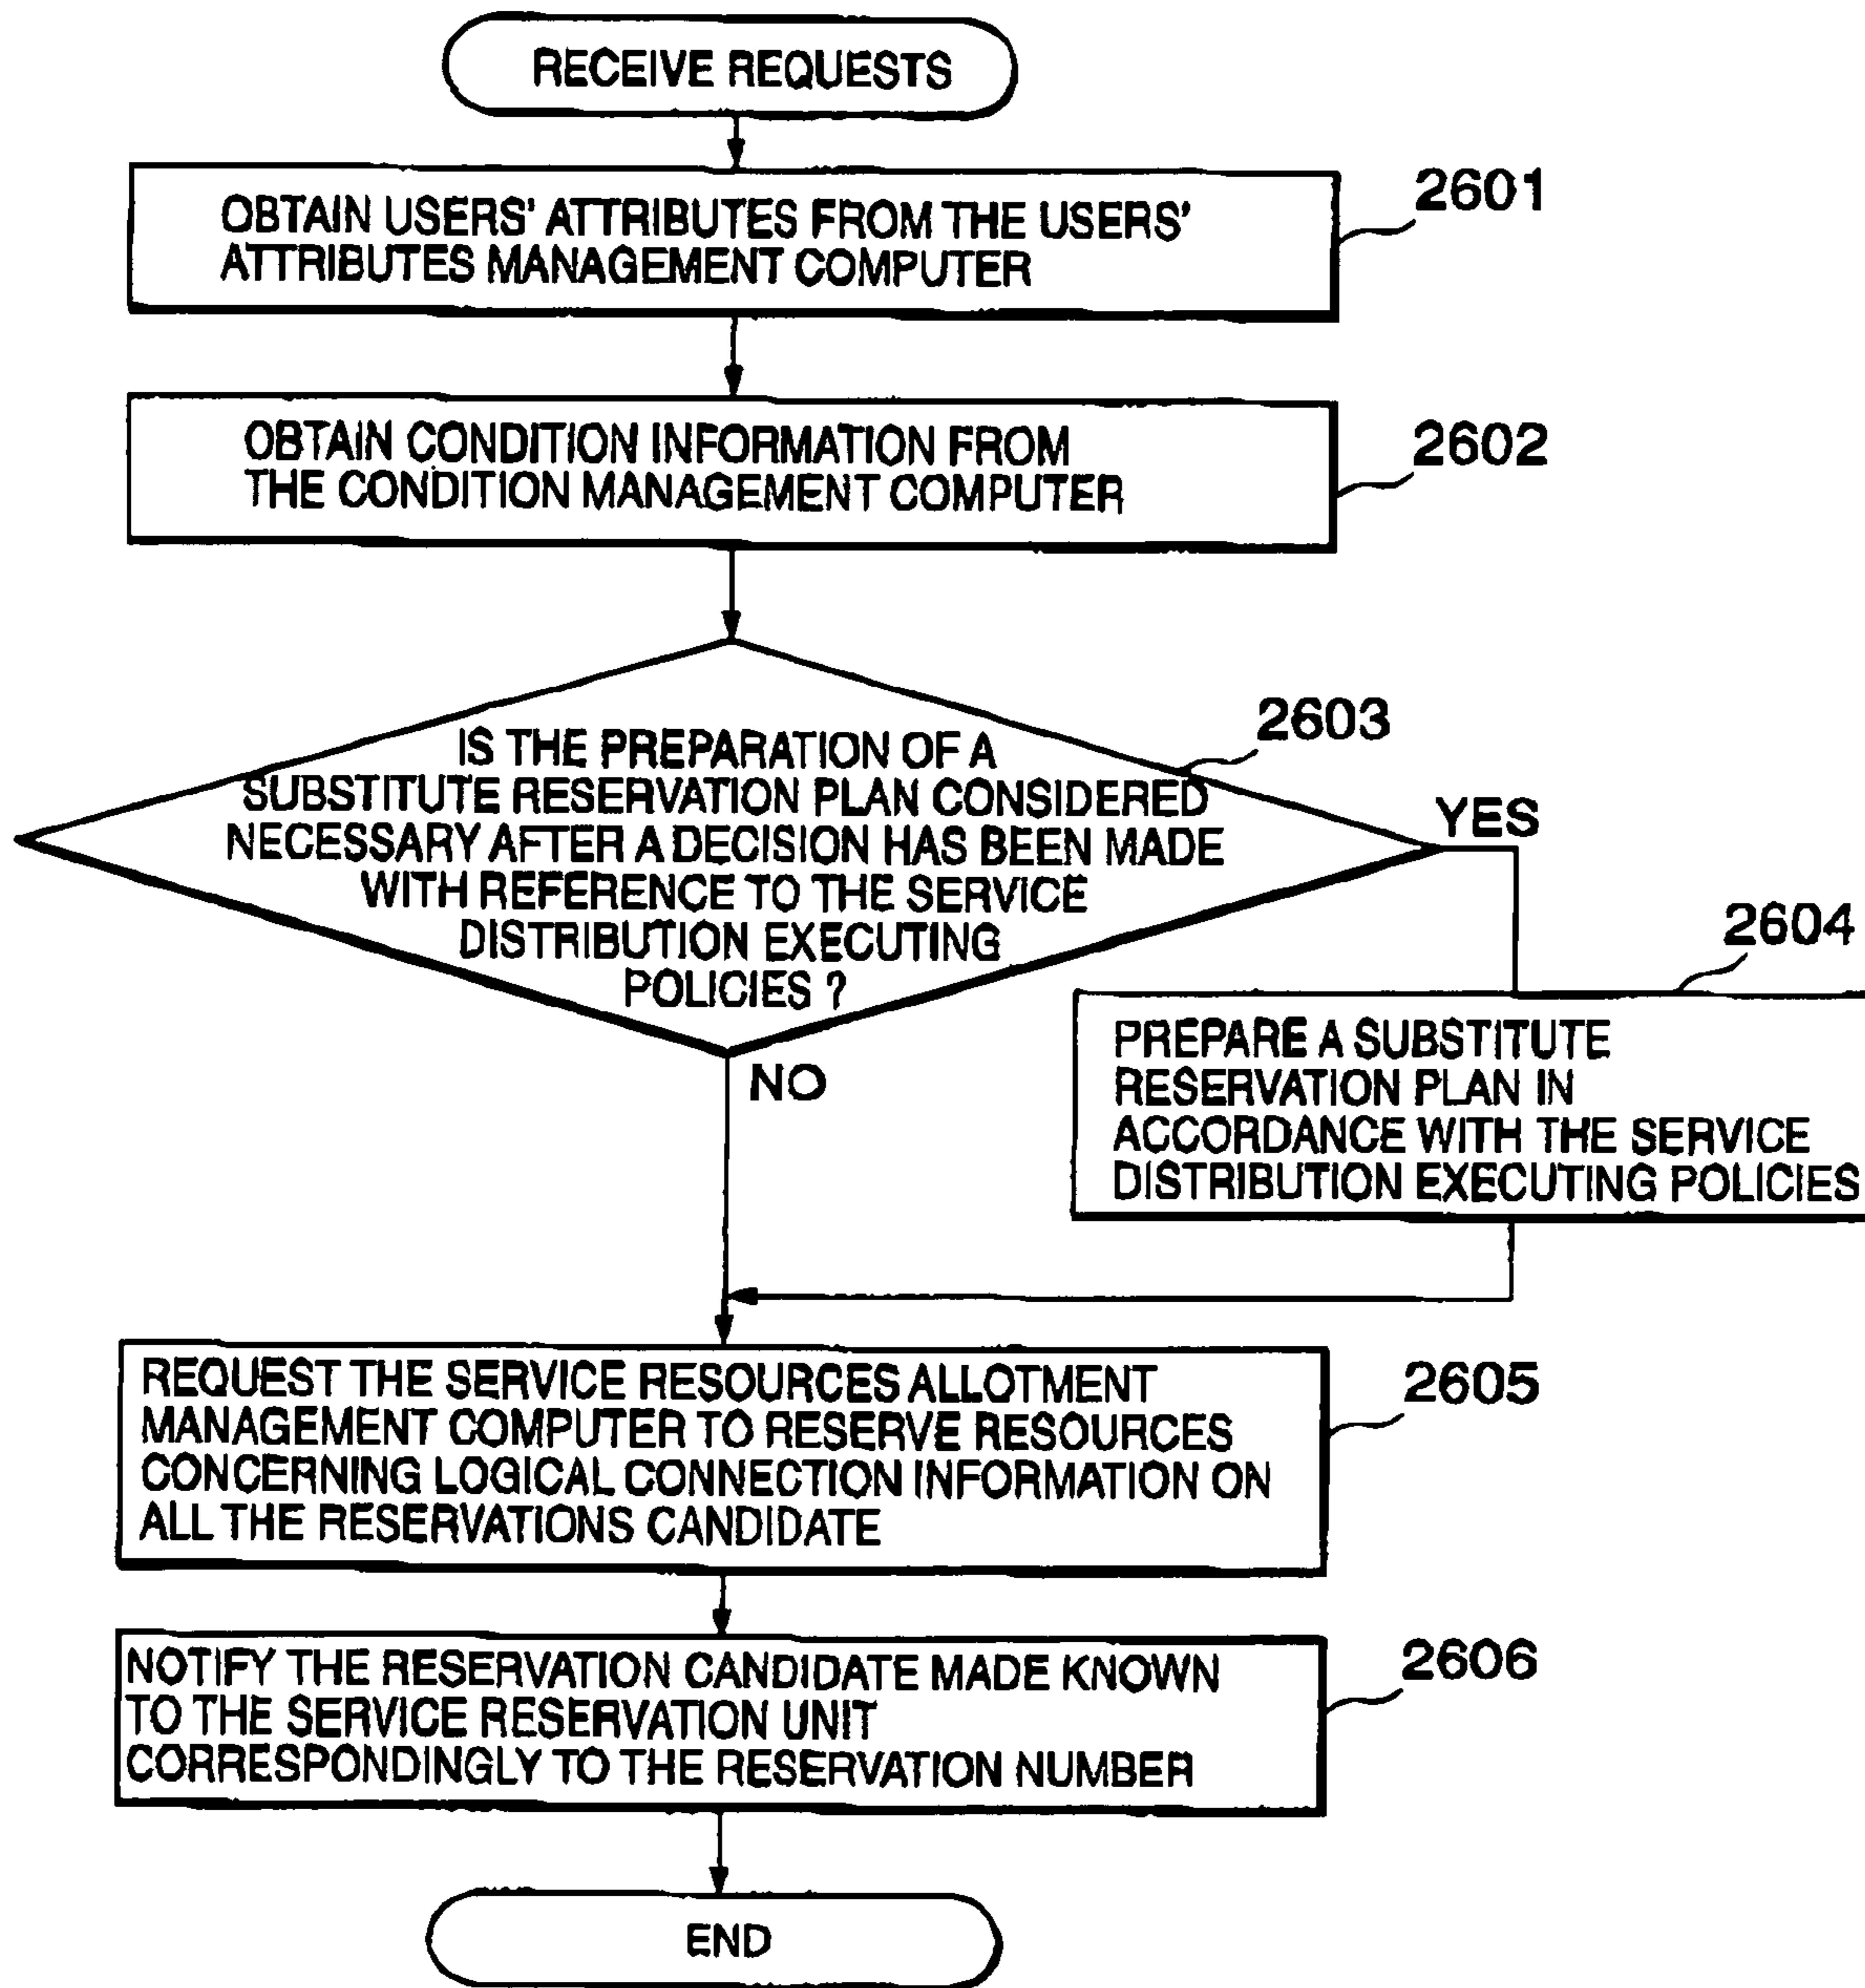 RECEIVE REQUESTS
2601
OBTAIN USERS' ATTRIBUTES FROM THE USERS'
ATTRIBUTES MANAGEMENT COMPUTER
2602
OBTAIN CONDITION INFORMATION FROM
THE CONDITION MANAGEMENT COMPUTER
2603
IS THE PREPARATION OF A
SUBSTITUTE RESERVATION PLAN CONSIDERED
NECESSARY AFTER A DECISION HAS BEEN MADE
WITH REFERENCE TO THE SERVICE
DISTRIBUTION EXECUTING
POLICIES ?
YES
NO
2604
PREPARE A SUBSTITUTE
RESERVATION PLAN IN
ACCORDANCE WITH THE SERVICE
DISTRIBUTION EXECUTING POLICIES
2605
REQUEST THE SERVICE RESOURCES ALLOTMENT
MANAGEMENT COMPUTER TO RESERVE RESOURCES
CONCERNING LOGICAL CONNECTION INFORMATION ON
ALL THE RESERVATIONS CANDIDATE
2606
NOTIFY THE RESERVATION CANDIDATE MADE KNOWN
TO THE SERVICE RESERVATION UNIT
CORRESPONDINGLY TO THE RESERVATION NUMBER
END